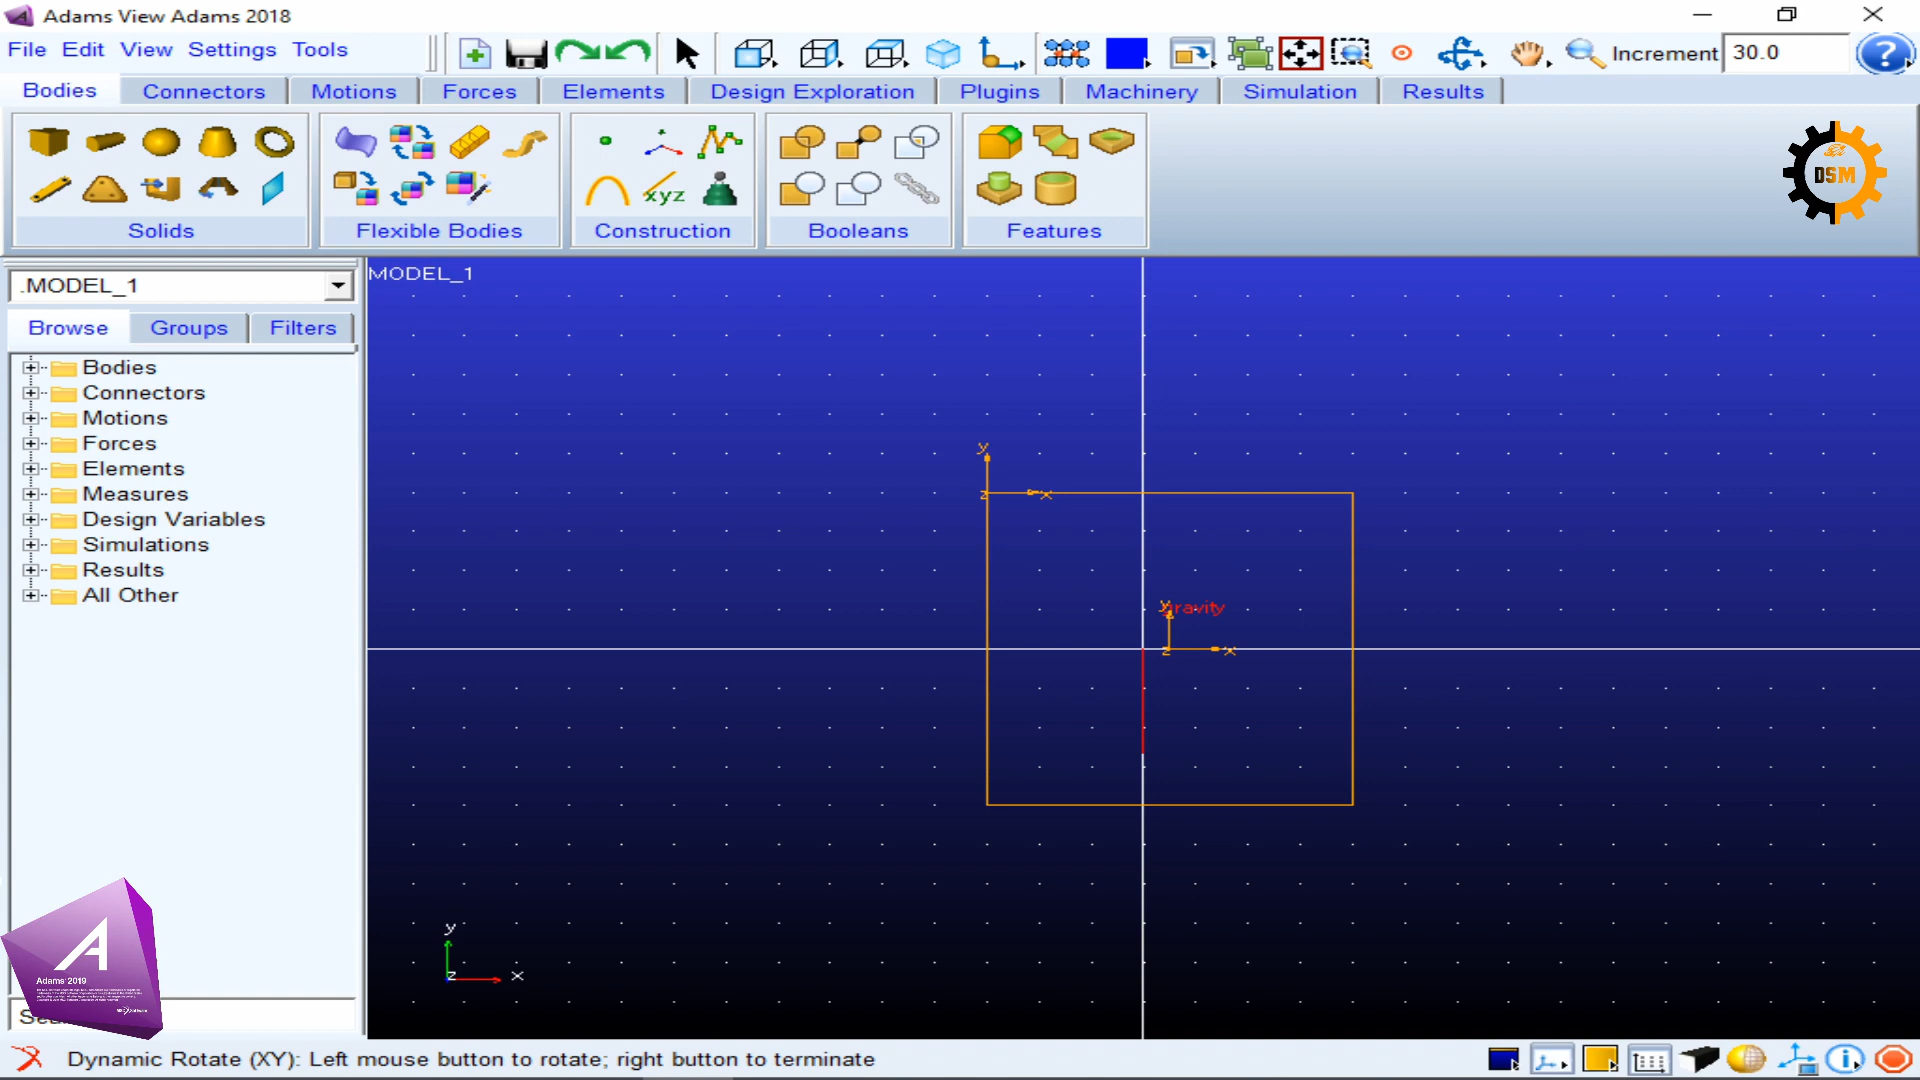 Adams View Adams 2018
File Edit View Settings Tools
Increment 30.0
Bodies Connectors Motions Forces Elements Design Exploration Plugins Machinery Simulation Results
xyz
DSM
Solids Flexible Bodies Construction Booleans Features
.MODEL_1
MODEL_1
Browse Groups Filters
Bodies
Connectors
Motions
Forces
Elements
Measures
Design Variables
Simulations
Results
All Other
y
z x
y ravity
z x
y
z x
A
Adams 2019
Dynamic Rotate (XY): Left mouse button to rotate; right button to terminate